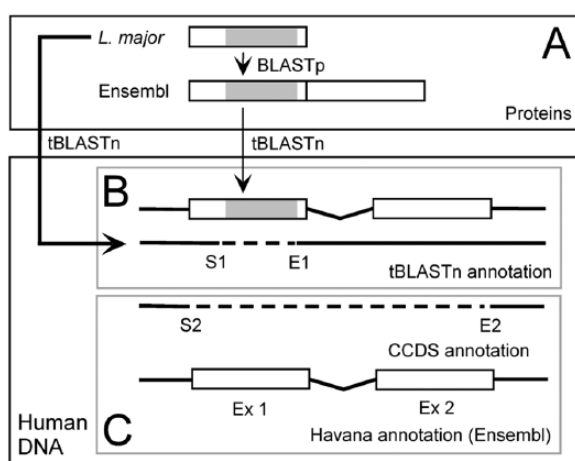 L. major
A
BLASTp
Ensembl
Proteins
tBLASTn
tBLASTn
B
S1
E1
tBLASTn annotation
S2
E2
CCDS annotation
Ex 1
Ex 2
Human
DNA
C
Havana annotation (Ensembl)